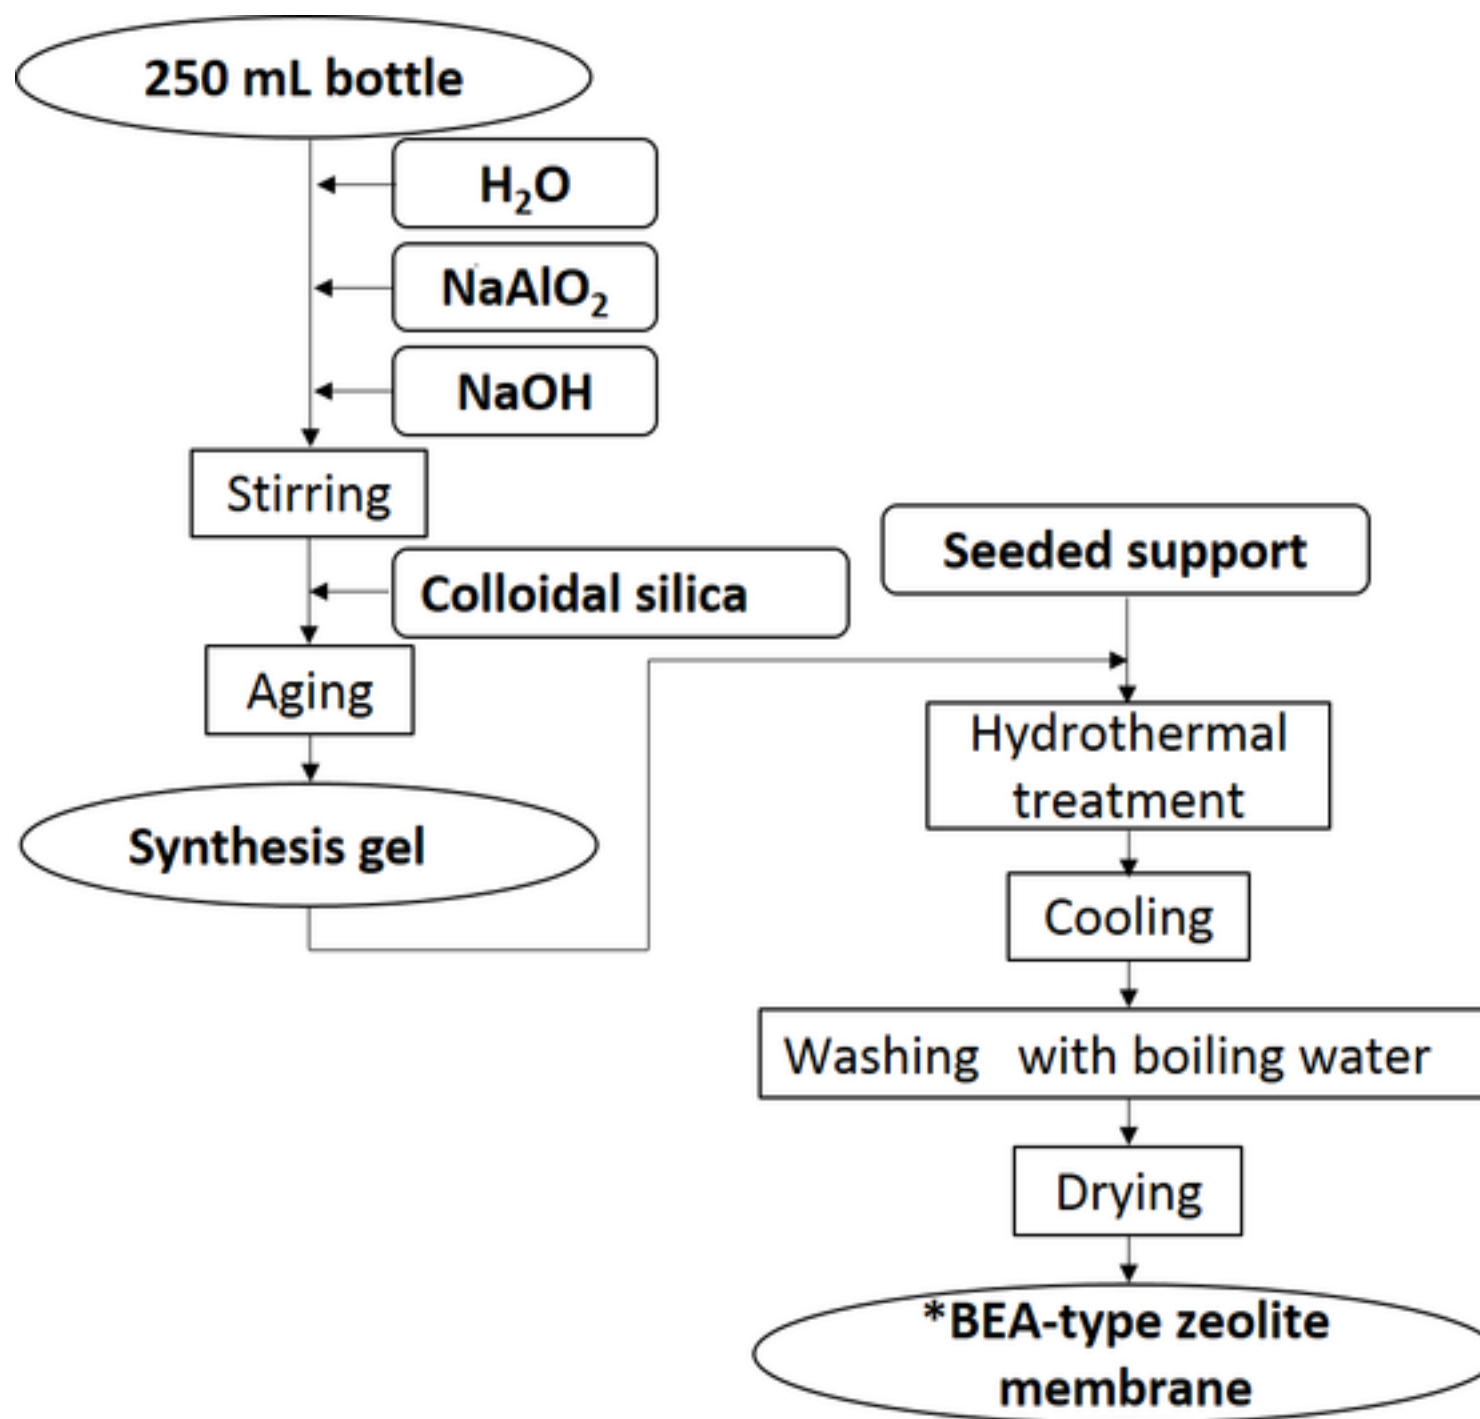 250 mL bottle
H₂O
NaAlO₂
NaOH
Stirring
Colloidal silica
Aging
Synthesis gel
Seeded support
Hydrothermal
treatment
Cooling
Washing with boiling water
Drying
*BEA-type zeolite
membrane